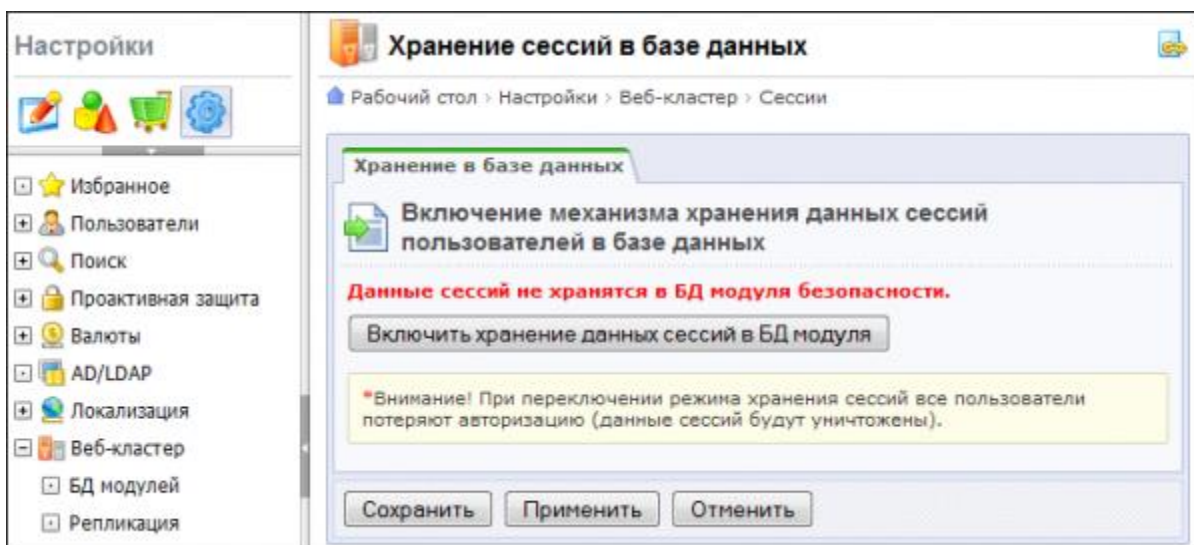 Настройки
Избранное
Пользователи
Поиск
Проактивная защита
Валюты
AD/LDAP
Локализация
Веб-кластер
БД модулей
Репликация
Хранение сессий в базе данных
Рабочий стол › Настройки › Веб-кластер › Сессии
Хранение в базе данных
Включение механизма хранения данных сессий
пользователей в базе данных
Данные сессий не хранятся в БД модуля безопасности.
Включить хранение данных сессий в БД модуля
*Внимание! При переключении режима хранения сессий все пользователи
потеряют авторизацию (данные сессий будут уничтожены).
Сохранить
Применить
Отменить